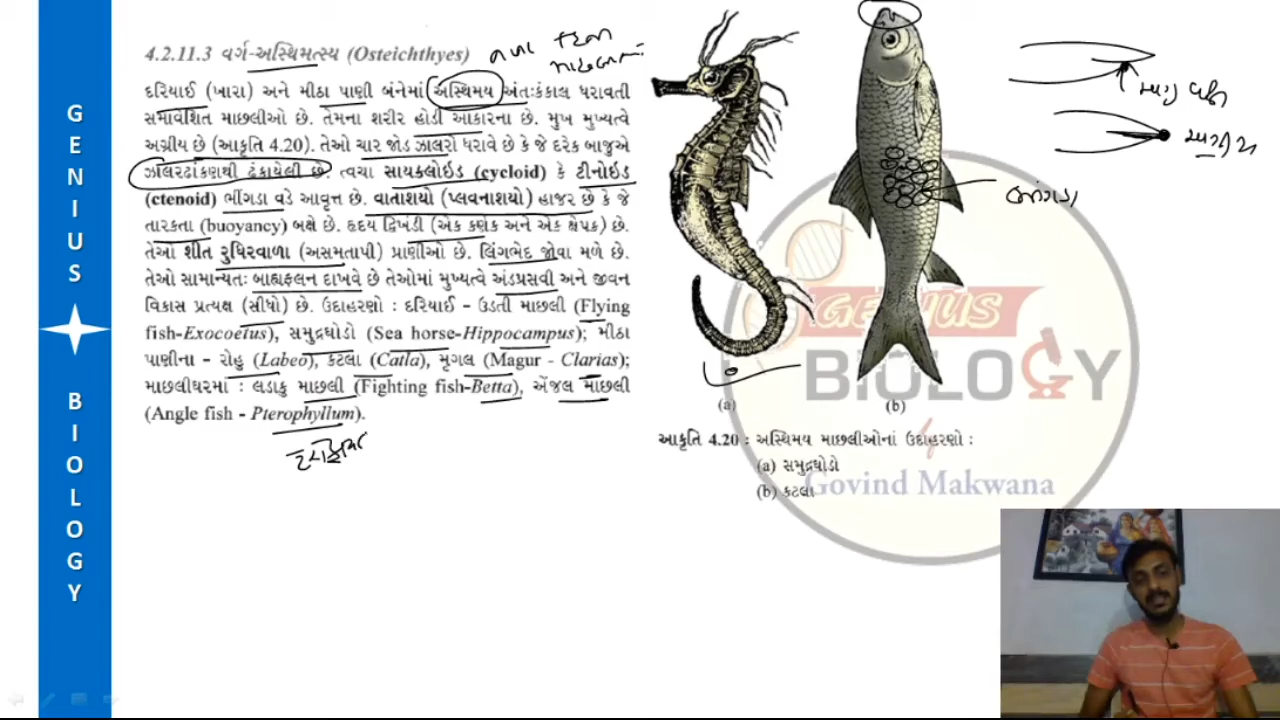 GENIUS BIOLOGY
4.2.11.3 વર્ગ-અસ્થિમત્સ્ય (Osteichthyes)
દરિયાઈ (ખારા) અને મીઠા પાણી બંનેમાં અસ્થિમય અંતઃકંકાલ ધરાવતી
સમાવેશિત માછલીઓ છે. તેમના શરીર હોડી આકારના છે. મુખ મુખ્યત્વે
અગ્રીય છે (આકૃતિ 4.20). તેઓ ચાર જોડ ઝાલરો ધરાવે છે કે જે દરેક બાજુએ
ઝાલરઢાંકણથી ઢંકાયેલી છે. ત્વચા સાયક્લોઇડ (cycloid) કે ટીનોઇડ
(ctenoid) ભીંગડા વડે આવૃત્ત છે. વાતાશયો (પ્લવનાશયો) હાજર છે કે જે
તારકતા (buoyancy) બક્ષે છે. હૃદય દ્વિખંડી (એક કર્ણક અને એક ક્ષેપક) છે.
તેઓ શીત રુધિરવાળા (અસમતાપી) પ્રાણીઓ છે. લિંગભેદ જોવા મળે છે.
તેઓ સામાન્યતઃ બાહ્યફલન દાખવે છે તેઓમાં મુખ્યત્વે અંડપ્રસવી અને જીવન
વિકાસ પ્રત્યક્ષ (સીધો) છે. ઉદાહરણો : દરિયાઈ - ઉડતી માછલી (Flying
fish-Exocoetus), સમુદ્રઘોડો (Sea horse-Hippocampus); મીઠા
પાણીના - રોહુ (Labeo) કટલા (Catla), મૃગલ (Magur - Clarias);
માછલીઘરમાં : લડાકુ માછલી (Fighting fish-Betta), એંજલ માછલી
(Angle fish - Pterophyllum).
(a)
(b)
આકૃતિ 4.20 : અસ્થિમય માછલીઓનાં ઉદાહરણો :
(a) સમુદ્રઘોડો
(b) કટલા
GENIUS
BIOLOGY
by
Govind Makwana